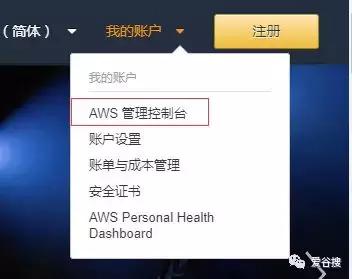 （简体） 我的账户 注册
我的账户
AWS 管理控制台
账户设置
账单与成本管理
安全证书
AWS Personal Health
Dashboard
爱谷搜